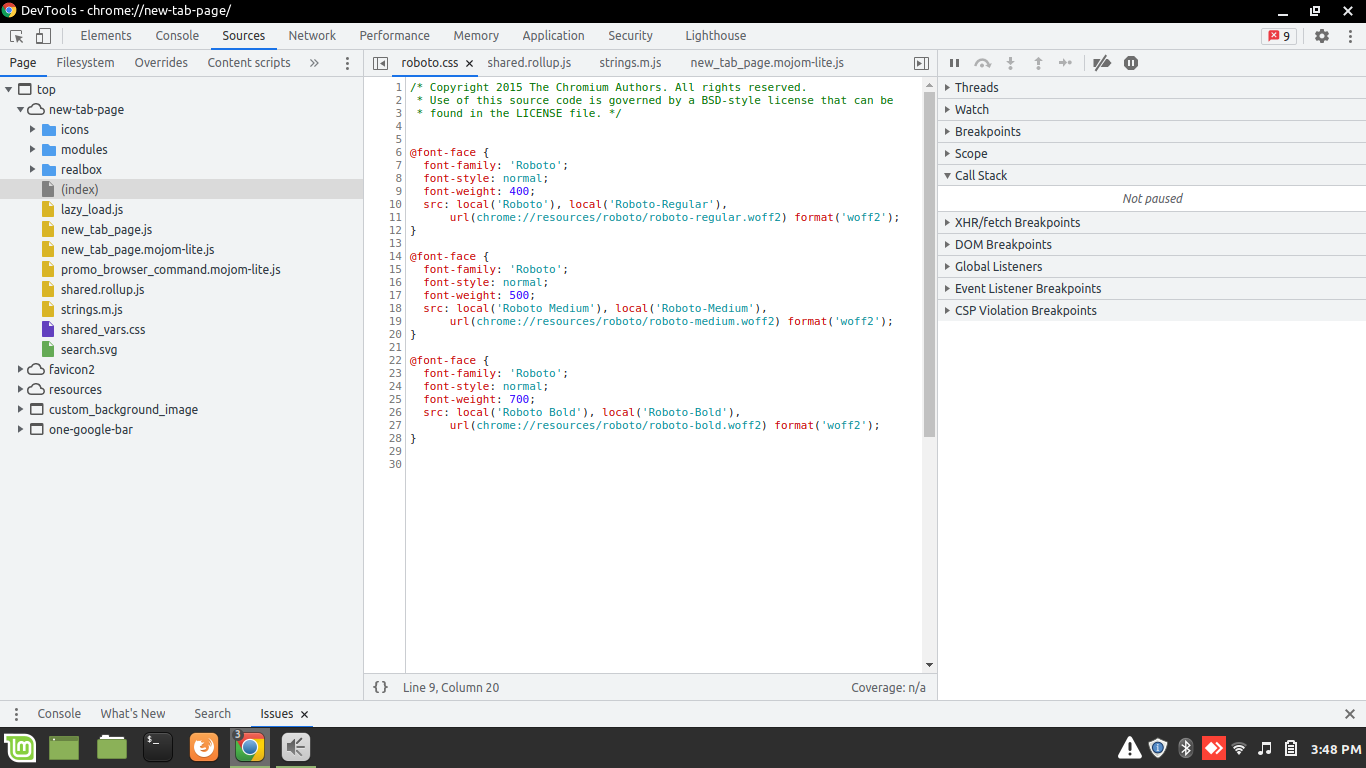 DevTools - chrome://new-tab-page/
Elements Console Sources Network Performance Memory Application Security Lighthouse 9
Page Filesystem Overrides Content scripts »
top
new-tab-page
icons
modules
realbox
(index)
lazy_load.js
new_tab_page.js
new_tab_page.mojom-lite.js
promo_browser_command.mojom-lite.js
shared.rollup.js
strings.m.js
shared_vars.css
search.svg
favicon2
resources
custom_background_image
one-google-bar
roboto.css × shared.rollup.js strings.m.js new_tab_page.mojom-lite.js
1 /* Copyright 2015 The Chromium Authors. All rights reserved.
2 * Use of this source code is governed by a BSD-style license that can be
3 * found in the LICENSE file. */
4
5
6 @font-face {
7 font-family: 'Roboto';
8 font-style: normal;
9 font-weight: 400;
10 src: local('Roboto'), local('Roboto-Regular'),
11 url(chrome://resources/roboto/roboto-regular.woff2) format('woff2');
12 }
13
14 @font-face {
15 font-family: 'Roboto';
16 font-style: normal;
17 font-weight: 500;
18 src: local('Roboto Medium'), local('Roboto-Medium'),
19 url(chrome://resources/roboto/roboto-medium.woff2) format('woff2');
20 }
21
22 @font-face {
23 font-family: 'Roboto';
24 font-style: normal;
25 font-weight: 700;
26 src: local('Roboto Bold'), local('Roboto-Bold'),
27 url(chrome://resources/roboto/roboto-bold.woff2) format('woff2');
28 }
29
30
{} Line 9, Column 20 Coverage: n/a
Threads
Watch
Breakpoints
Scope
Call Stack
Not paused
XHR/fetch Breakpoints
DOM Breakpoints
Global Listeners
Event Listener Breakpoints
CSP Violation Breakpoints
Console What's New Search Issues ×
3
3:48 PM